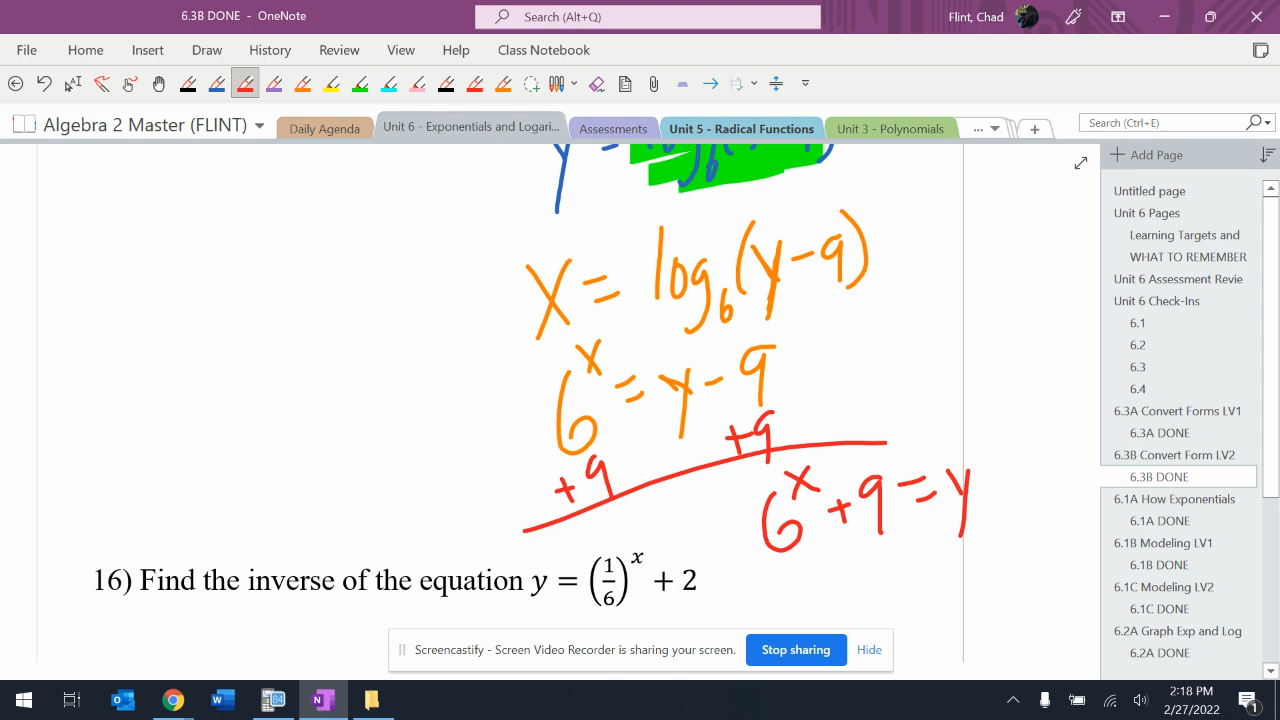 6.3B DONE - OneNote
Search (Alt+Q)
Flint, Chad
File Home Insert Draw History Review View Help Class Notebook
Algebra 2 Master (FLINT)
Daily Agenda
Unit 6 - Exponentials and Logari...
Assessments
Unit 5 - Radical Functions
Unit 3 - Polynomials
...
Search (Ctrl+E)
Add Page
Untitled page
Unit 6 Pages
Learning Targets and
WHAT TO REMEMBER
Unit 6 Assessment Revie
Unit 6 Check-Ins
6.1
6.2
6.3
6.4
6.3A Convert Forms LV1
6.3A DONE
6.3B Convert Form LV2
6.3B DONE
6.1A How Exponentials
6.1A DONE
6.1B Modeling LV1
6.1B DONE
6.1C Modeling LV2
6.1C DONE
6.2A Graph Exp and Log
6.2A DONE
x = log₆(y-9)
6ˣ = y-9
+9 +9
6ˣ+9=y
16) Find the inverse of the equation y = (1/6)ˣ + 2
Screencastify - Screen Video Recorder is sharing your screen.
Stop sharing
Hide
2:18 PM
2/27/2022